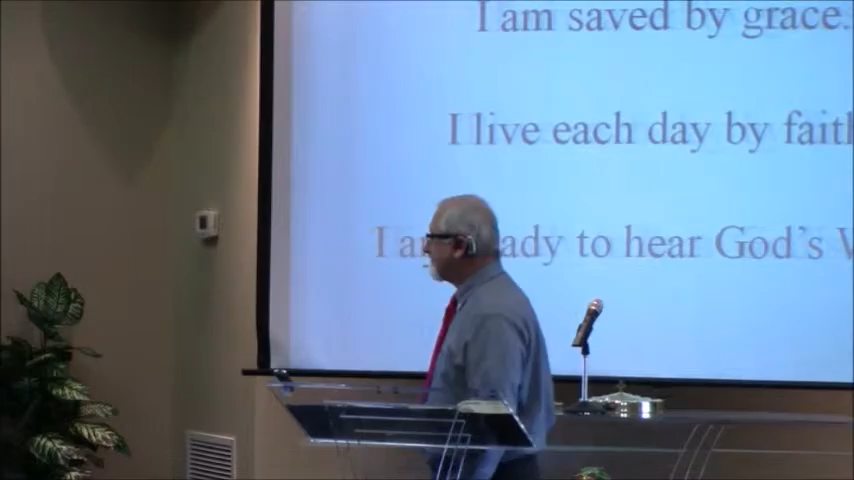 I am saved by grace.
I live each day by faith
I to hear God's